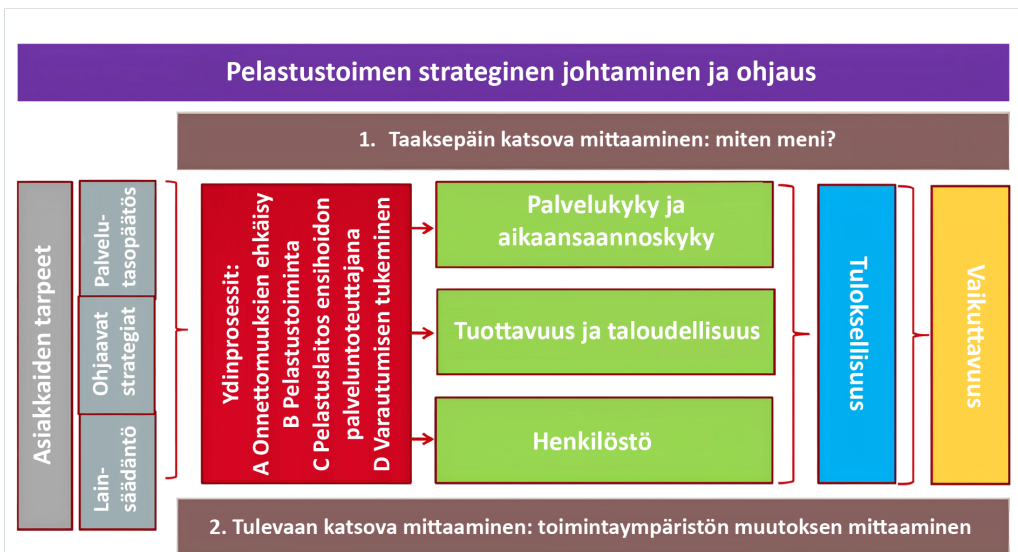 Pelastustoimen strateginen johtaminen ja ohjaus
1. Taaksepäin katsova mittaaminen: miten meni?
Asiakkaiden tarpeet
Palvelu-
tasopäätös
Ohjaavat
strategiat
Lain-
säädäntö
Ydinprosessit:
A Onnettomuuksien ehkäisy
B Pelastustoiminta
C Pelastuslaitos ensihoidon
palveluntoteuttajana
D Varautumisen tukeminen
Palvelukyky ja
aikaansaannoskyky
Tuottavuus ja taloudellisuus
Henkilöstö
Tuloksellisuus
Vaikuttavuus
2. Tulevaan katsova mittaaminen: toimintaympäristön muutoksen mittaaminen